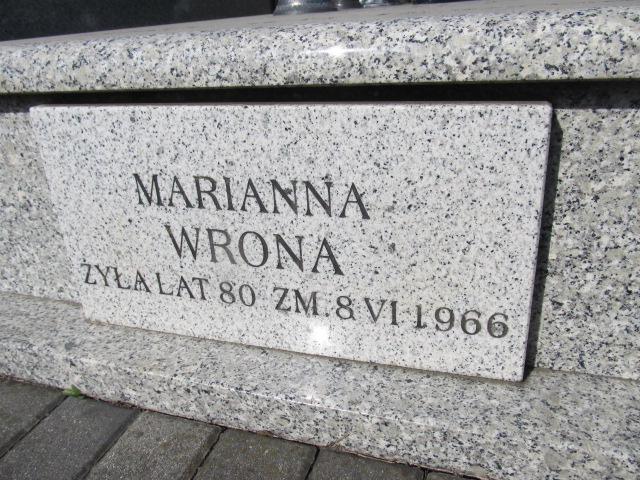 MARIANNA
WRONA
ŻYŁA LAT 80 ZM. 8. VI 1966